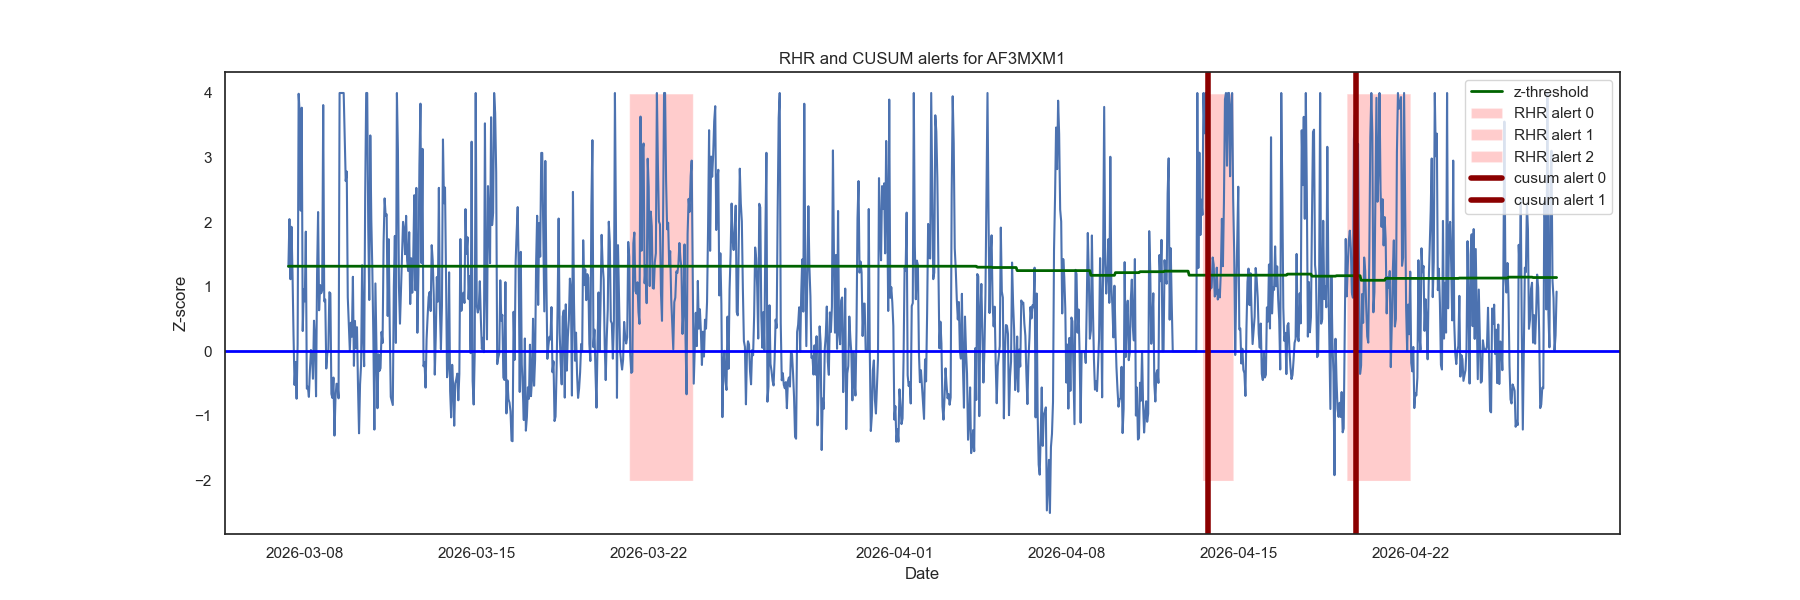 RHR and CUSUM alerts for AF3MXM1
z-threshold
RHR alert 0
RHR alert 1
RHR alert 2
cusum alert 0
cusum alert 1
4
3
2
1
0
−1
−2
Z-score
2026-03-08
2026-03-15
2026-03-22
2026-04-01
2026-04-08
2026-04-15
2026-04-22
Date